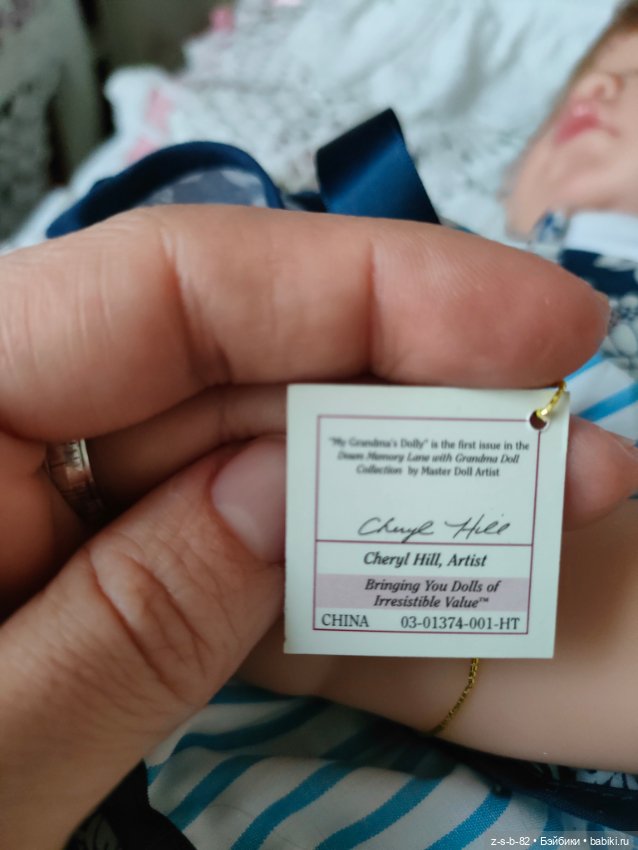 "My Grandma's Dolly" is the first issue in the
Down Memory Lane with Grandma Doll
Collection by Master Doll Artist
Cheryl Hill
Cheryl Hill, Artist
Bringing You Dolls of
Irresistible Value™
CHINA 03-01374-001-HT
z-s-b-82 • Бэйбики • babiki.ru